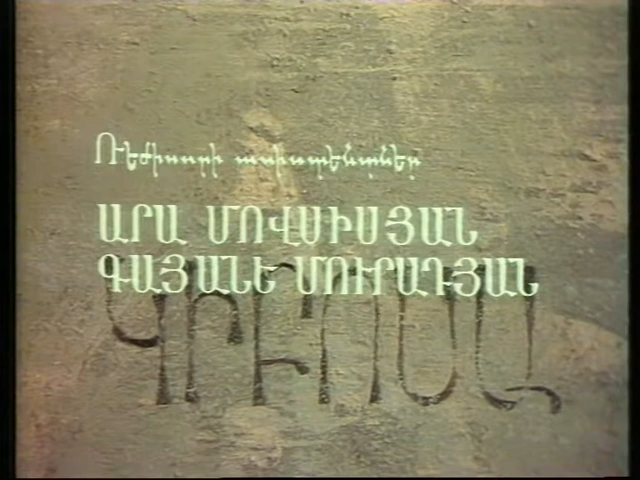 Ռեժիսորի ասիստենտներ
ԱՐԱ ՄՈՎՍԻՍՅԱՆ
ԳԱՅԱՆԵ ՄՈՒՐԱԴՅԱՆ